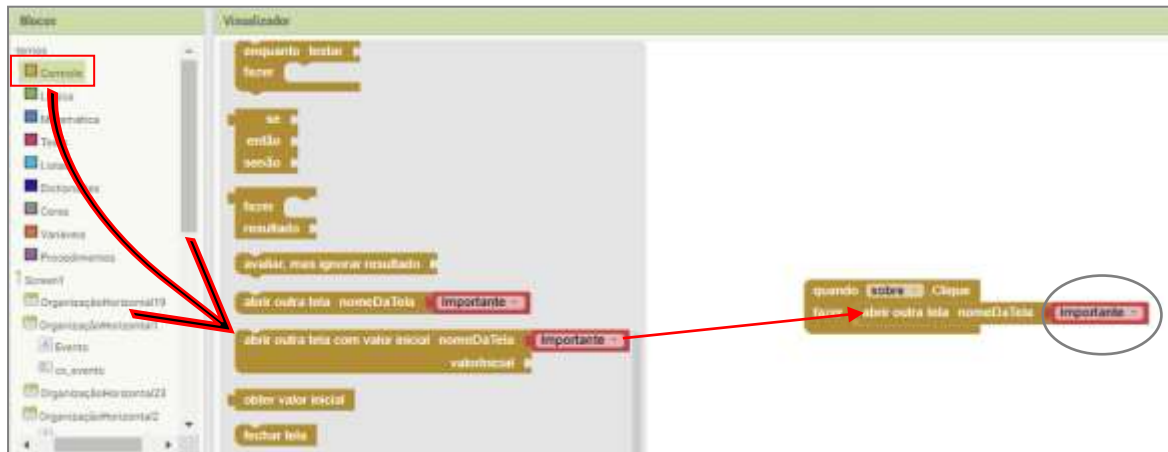 Blocos
Visualizador
Controle
Lógica
Matemática
Listas
Dicionários
Cores
Variáveis
Procedimentos
Screen1
OrganizaçãoHorizontal19
OrganizaçãoHorizontal1
Evento
cx_evento
OrganizaçãoHorizontal23
OrganizaçãoHorizontal2
enquanto testar
fazer
se
então
senão
fazer
resultado
avaliar, mas ignorar resultado
abrir outra tela nomeDaTela Importante
abrir outra tela com valor inicial nomeDaTela Importante
valorInicial
obter valor inicial
fechar tela
quando sobre Clique
fazer abrir outra tela nomeDaTela Importante